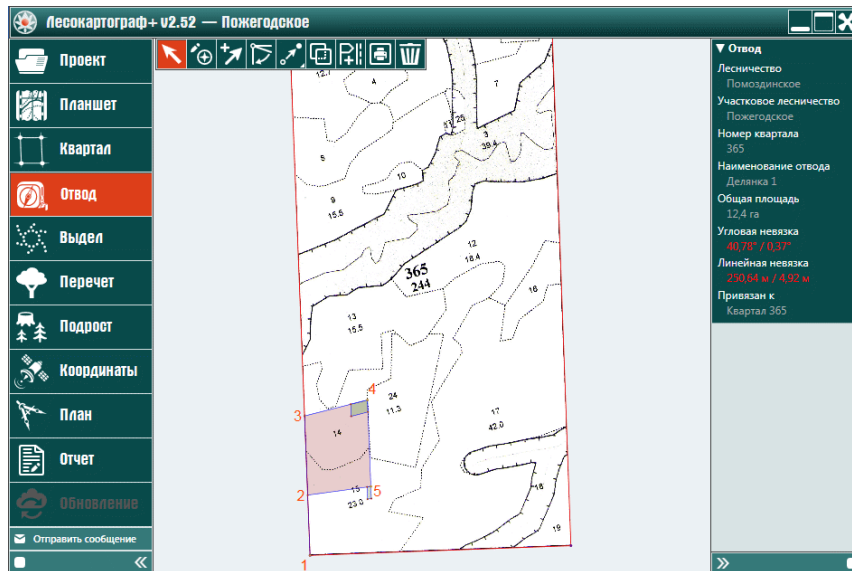 Лесокартограф+ v2.52 — Пожегодское
Проект
Планшет
Квартал
Отвод
Выдел
Перечет
Подрост
Координаты
План
Отчет
Обновление
Отправить сообщение
12.7
4
7
5
3
39.4
10
9
15.5
12
18.4
365
244
16
13
15.5
4
24
11.3
3
14
17
42.0
2
15
5
23.0
18
19
1
▼ Отвод
Лесничество
Помоздинское
Участковое лесничество
Пожегодское
Номер квартала
365
Наименование отвода
Делянка 1
Общая площадь
12,4 га
Угловая невязка
40,78° / 0,37°
Линейная невязка
250,64 м / 4,92 м
Привязан к
Квартал 365